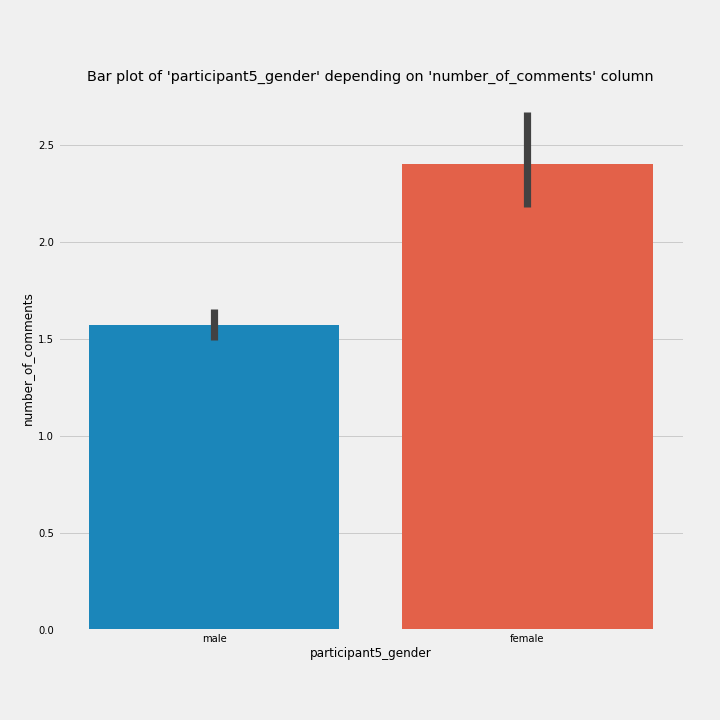 Bar plot of 'participant5_gender' depending on 'number_of_comments' column
2.5
2.0
1.5
1.0
0.5
0.0
number_of_comments
male
female
participant5_gender